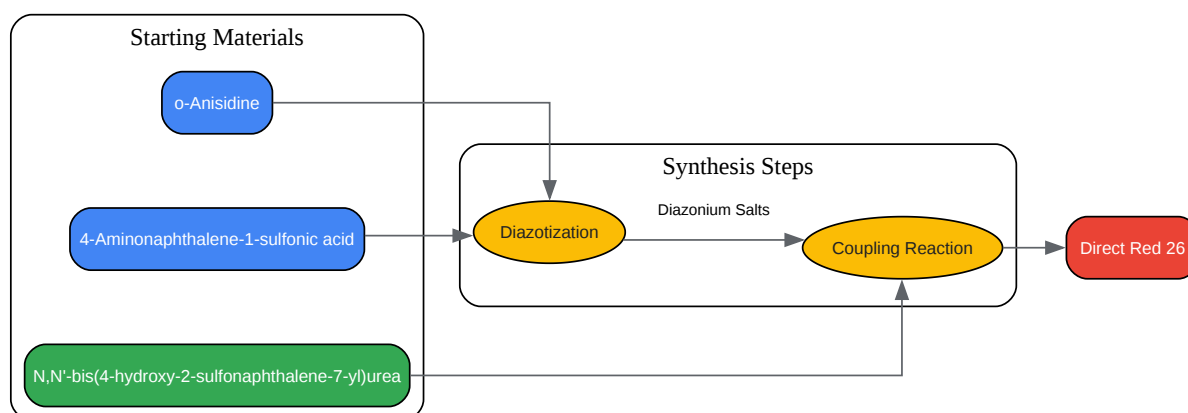 Starting Materials
o-Anisidine
Synthesis Steps
Diazonium Salts
4-Aminonaphthalene-1-sulfonic acid
Diazotization
Coupling Reaction
Direct Red 26
N,N'-bis(4-hydroxy-2-sulfonaphthalene-7-yl)urea